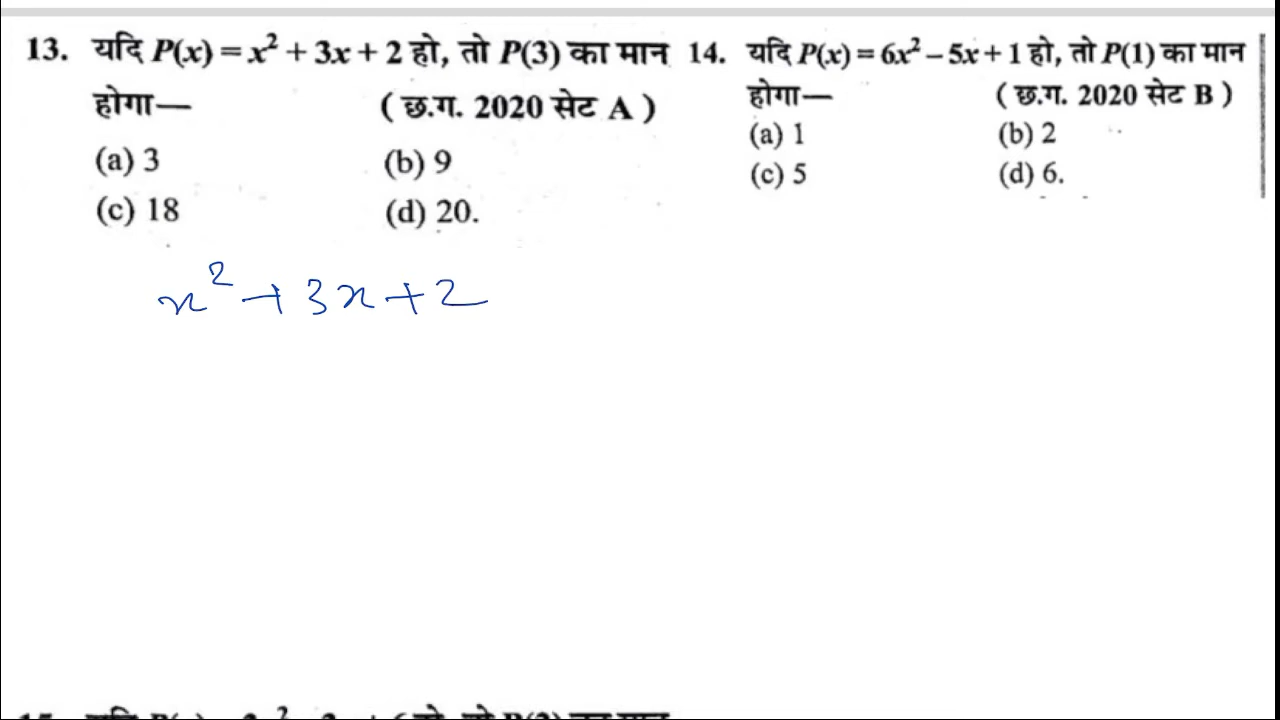 13. यदि P(x) = x² + 3x + 2 हो, तो P(3) का मान
होगा— ( छ.ग. 2020 सेट A )
(a) 3 (b) 9
(c) 18 (d) 20.
14. यदि P(x) = 6x² – 5x + 1 हो, तो P(1) का मान
होगा— ( छ.ग. 2020 सेट B )
(a) 1 (b) 2
(c) 5 (d) 6.
x² + 3x + 2